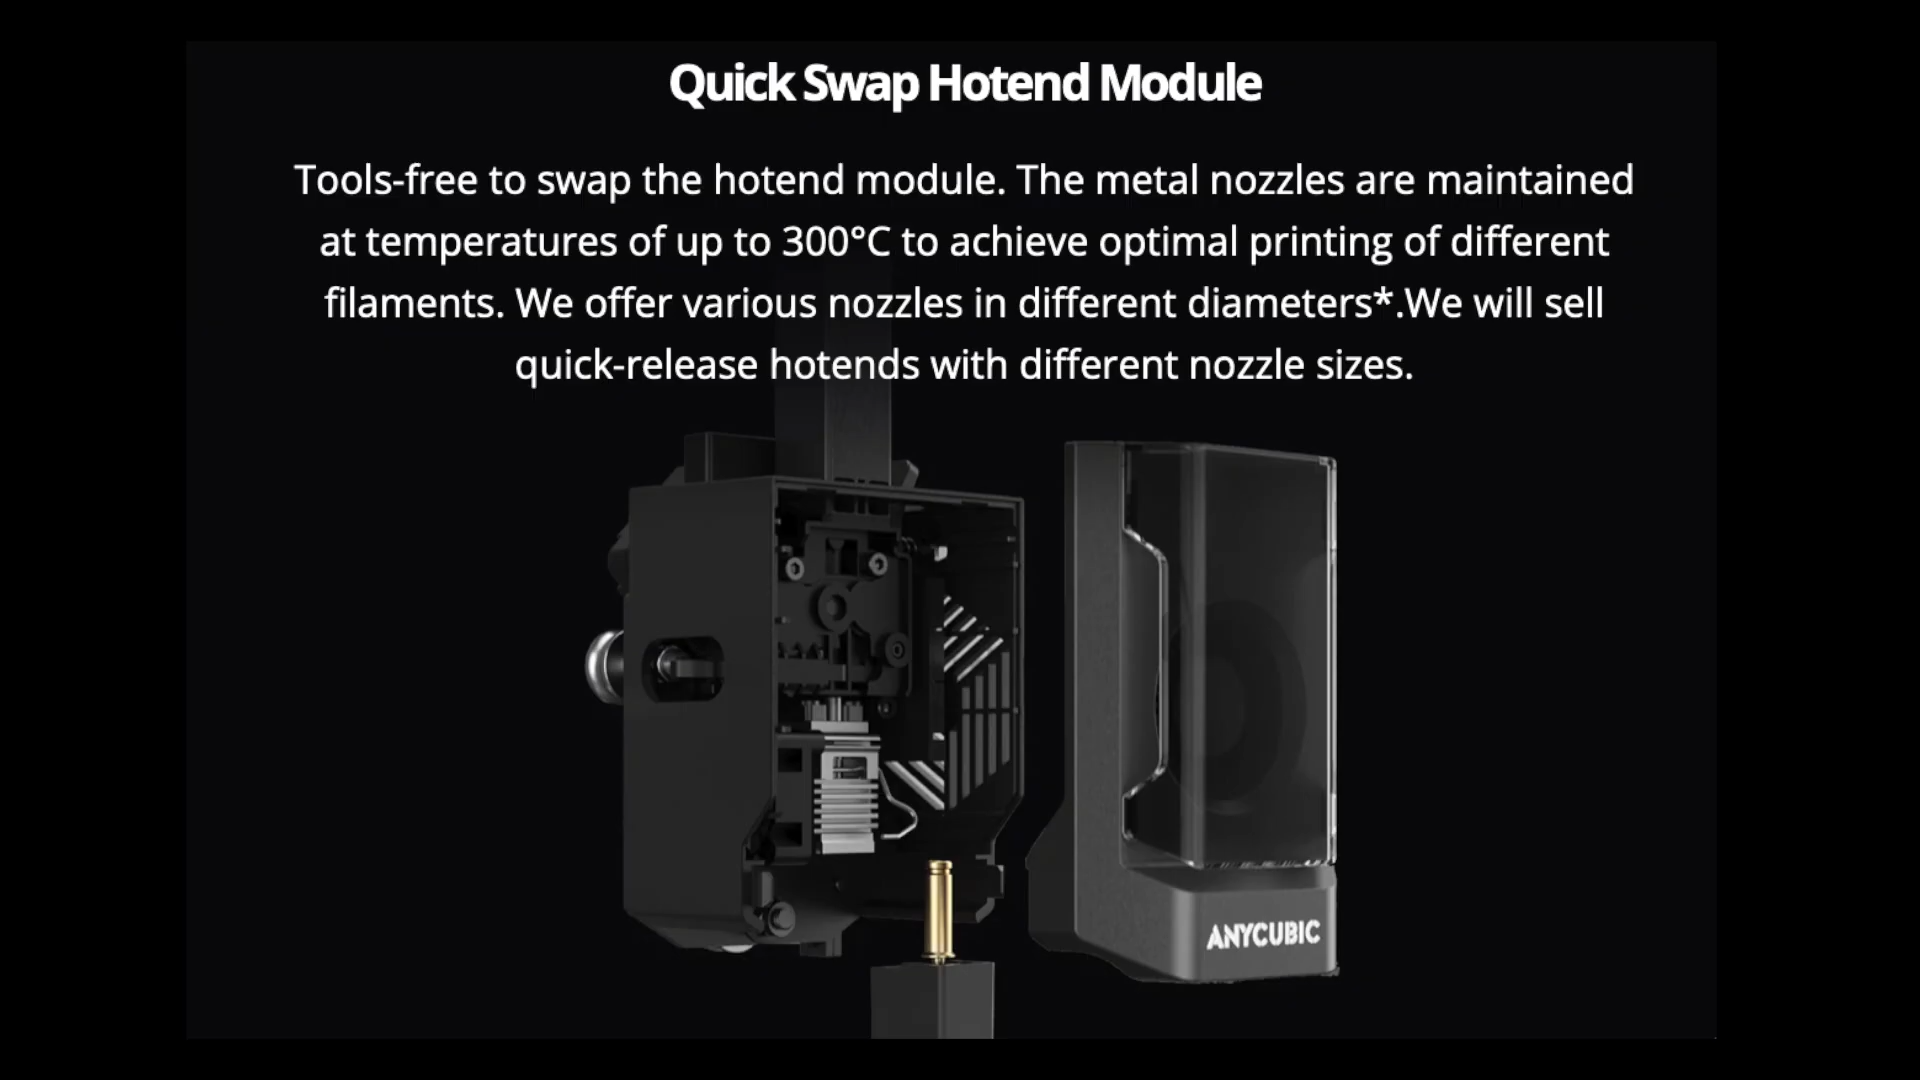 Quick Swap Hotend Module
Tools-free to swap the hotend module. The metal nozzles are maintained
at temperatures of up to 300°C to achieve optimal printing of different
filaments. We offer various nozzles in different diameters*.We will sell
quick-release hotends with different nozzle sizes.
ANYCUBIC